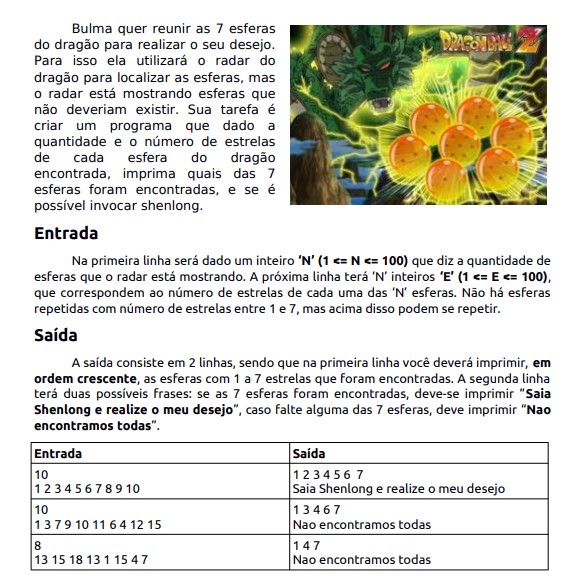 Bulma quer reunir as 7 esferas
do dragão para realizar o seu desejo.
Para isso ela utilizará o radar do
dragão para localizar as esferas, mas
o radar está mostrando esferas que
não deveriam existir. Sua tarefa é
criar um programa que dado a
quantidade e o número de estrelas
de cada esfera do dragão
encontrada, imprima quais das 7
esferas foram encontradas, e se é
possível invocar shenlong.
DRAGON BALL Z
Entrada
Na primeira linha será dado um inteiro ‘N’ (1 <= N <= 100) que diz a quantidade de
esferas que o radar está mostrando. A próxima linha terá ‘N’ inteiros ‘E’ (1 <= E <= 100),
que correspondem ao número de estrelas de cada uma das ‘N’ esferas. Não há esferas
repetidas com número de estrelas entre 1 e 7, mas acima disso podem se repetir.
Saída
A saída consiste em 2 linhas, sendo que na primeira linha você deverá imprimir, em
ordem crescente, as esferas com 1 a 7 estrelas que foram encontradas. A segunda linha
terá duas possíveis frases: se as 7 esferas foram encontradas, deve-se imprimir “Saia
Shenlong e realize o meu desejo”, caso falte alguma das 7 esferas, deve imprimir “Nao
encontramos todas”.
Entrada Saída
10 1 2 3 4 5 6 7
1 2 3 4 5 6 7 8 9 10 Saia Shenlong e realize o meu desejo
10 1 3 4 6 7
1 3 7 9 10 11 6 4 12 15 Nao encontramos todas
8 1 4 7
13 15 18 13 1 15 4 7 Nao encontramos todas